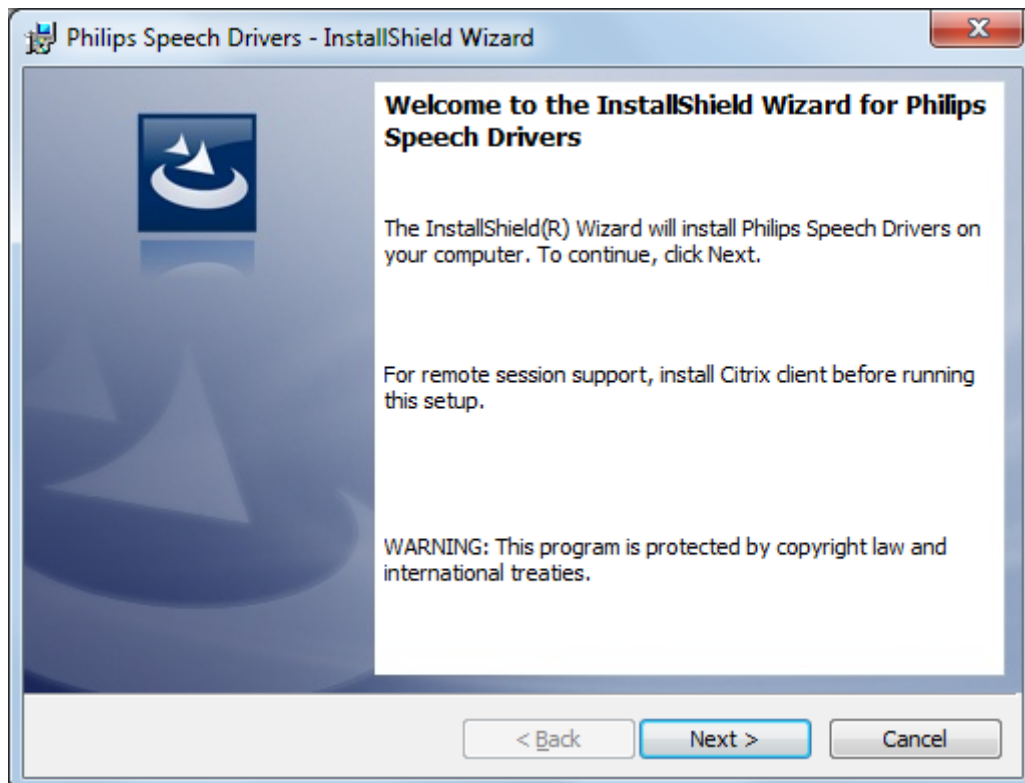 Philips Speech Drivers - InstallShield Wizard
Welcome to the InstallShield Wizard for Philips
Speech Drivers
The InstallShield(R) Wizard will install Philips Speech Drivers on
your computer. To continue, click Next.
For remote session support, install Citrix client before running
this setup.
WARNING: This program is protected by copyright law and
international treaties.
< Back
Next >
Cancel